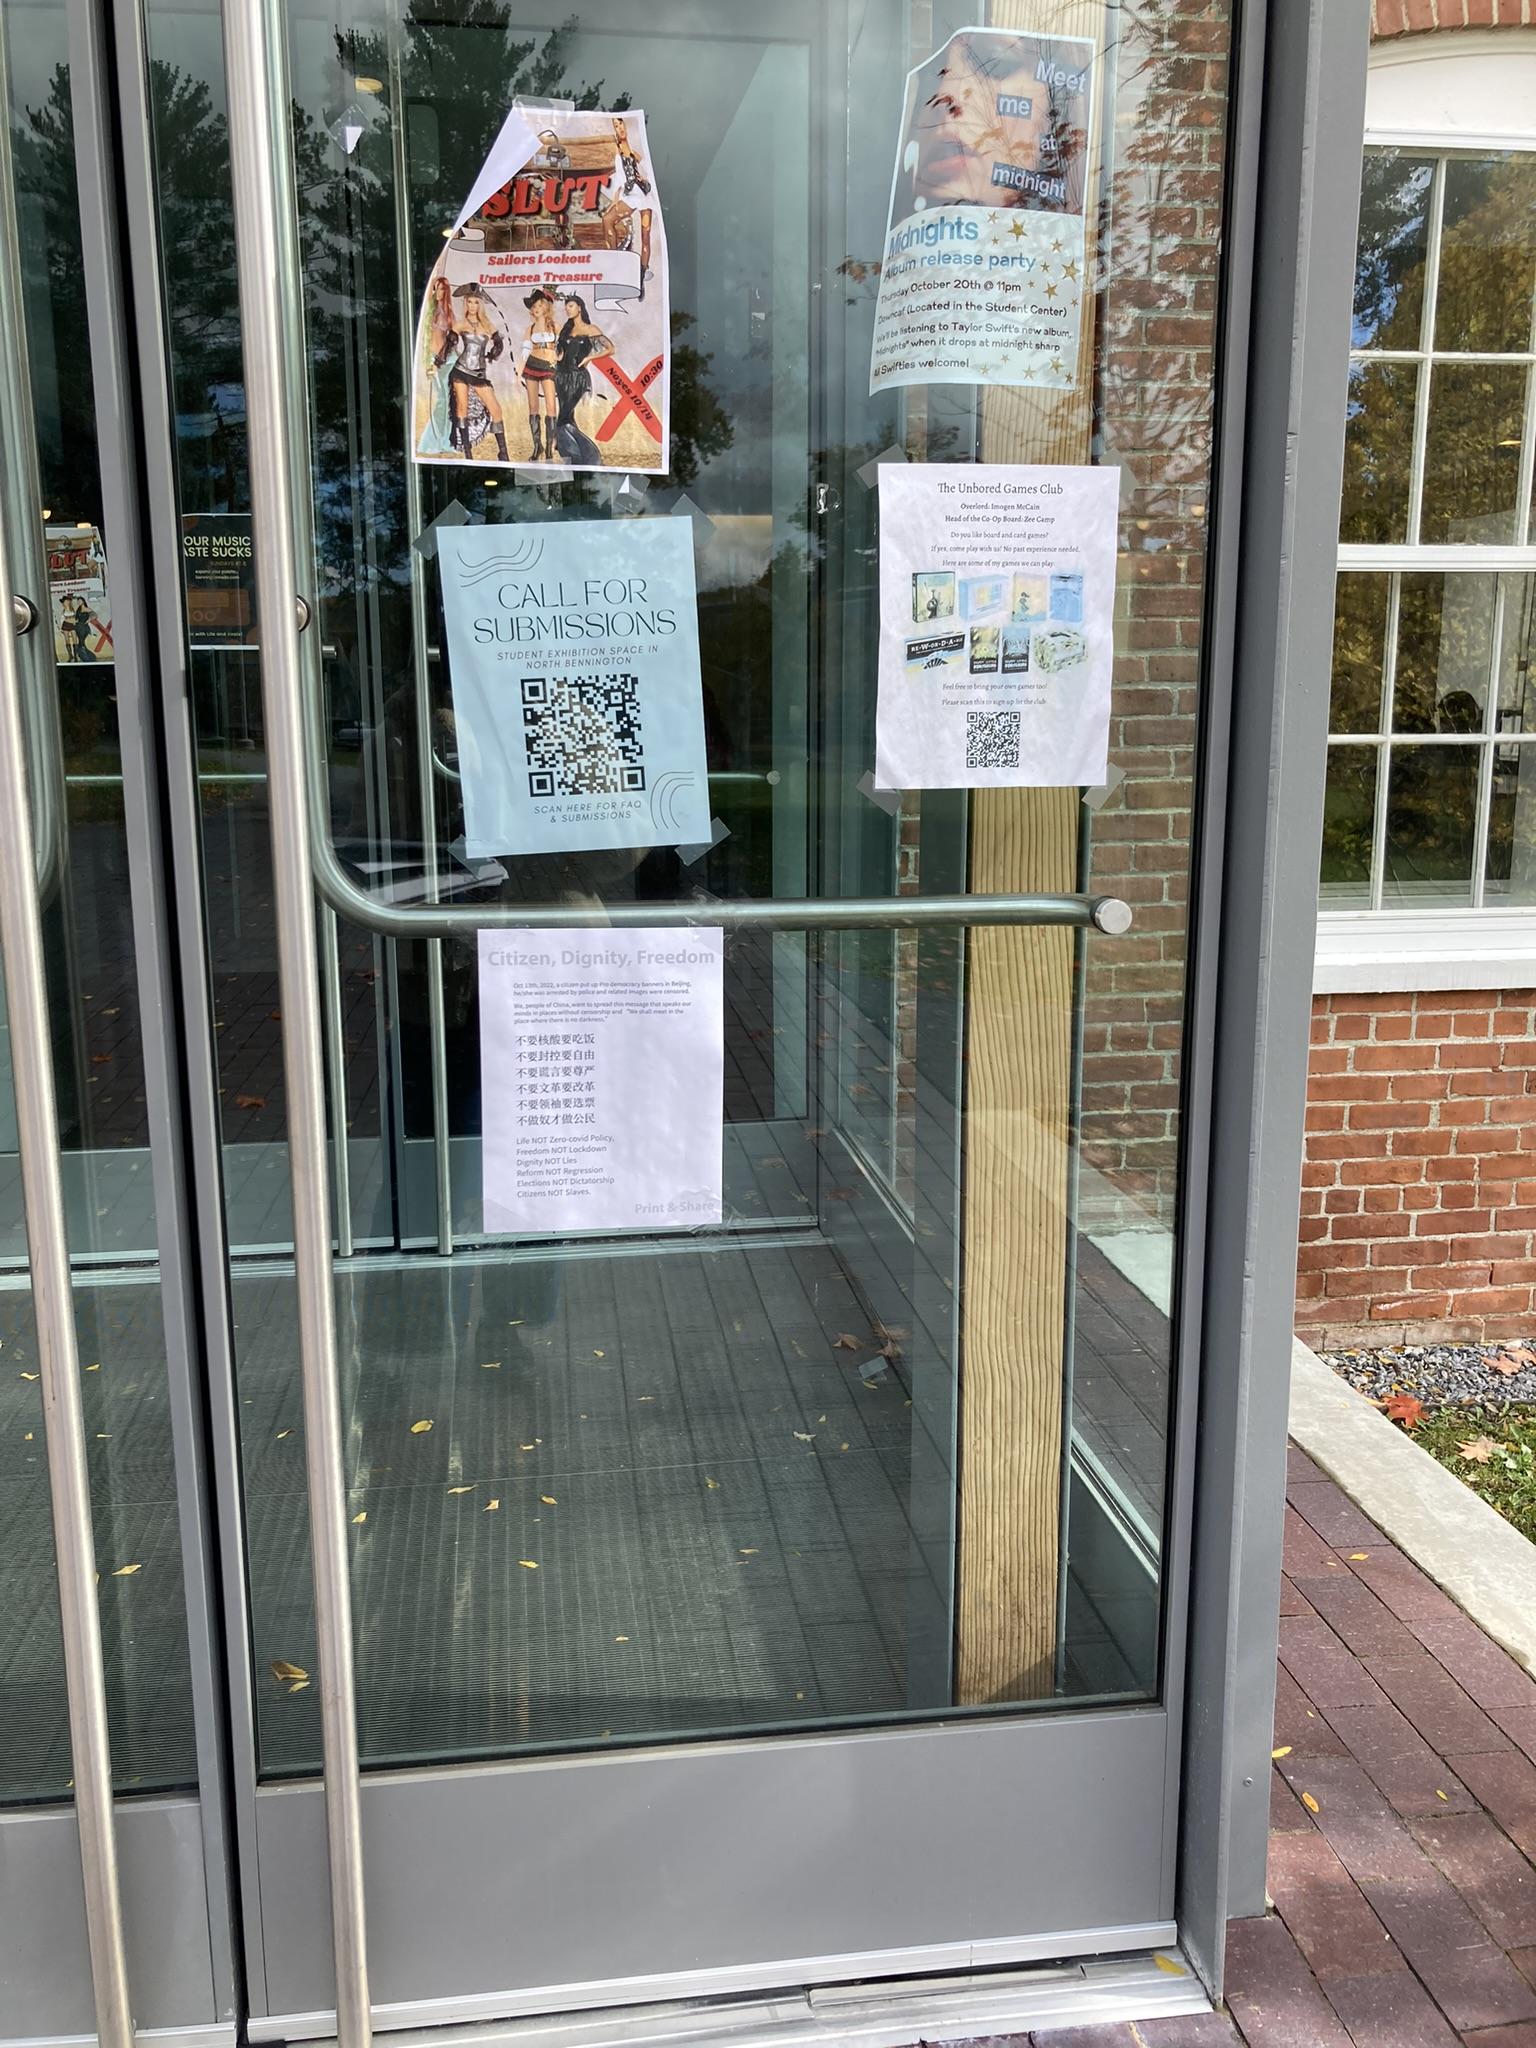 SLUT
Sailors Lookout
Undersea Treasure
Noyes 10/14
10:30
X
Meet
me
at
midnight
Midnights
Album release party
Thursday October 20th @ 11pm
Downcaf (Located in the Student Center)
We'll be listening to Taylor Swift's new album,
"Midnights" when it drops at midnight sharp
All Swifties welcome!
OUR MUSIC
TASTE SUCKS
SUNDAYS
CALL FOR
SUBMISSIONS
STUDENT EXHIBITION SPACE IN
NORTH BENNINGTON
SCAN HERE FOR FAQ
& SUBMISSIONS
The Unbored Games Club
Overlord: Imogen McCain
Head of the Co-Op Board: Zee Camp
Do you like board and card games?
If yes, come play with us! No past experience needed.
Here are some of my games we can play:
Feel free to bring your own games too!
Please scan this to sign up for the club:
Citizen, Dignity, Freedom
Oct 13th, 2022, a citizen put up Pro democracy banners in Beijing,
he/she was arrested by police and related images were censored.
We, people of China, want to spread this message that speaks our
minds in places without censorship and "We shall meet in the
place where there is no darkness."
不要核酸要吃饭
不要封控要自由
不要谎言要尊严
不要文革要改革
不要领袖要选票
不做奴才做公民
Life NOT Zero-covid Policy,
Freedom NOT Lockdown
Dignity NOT Lies
Reform NOT Regression
Elections NOT Dictatorship
Citizens NOT Slaves.
Print & Share